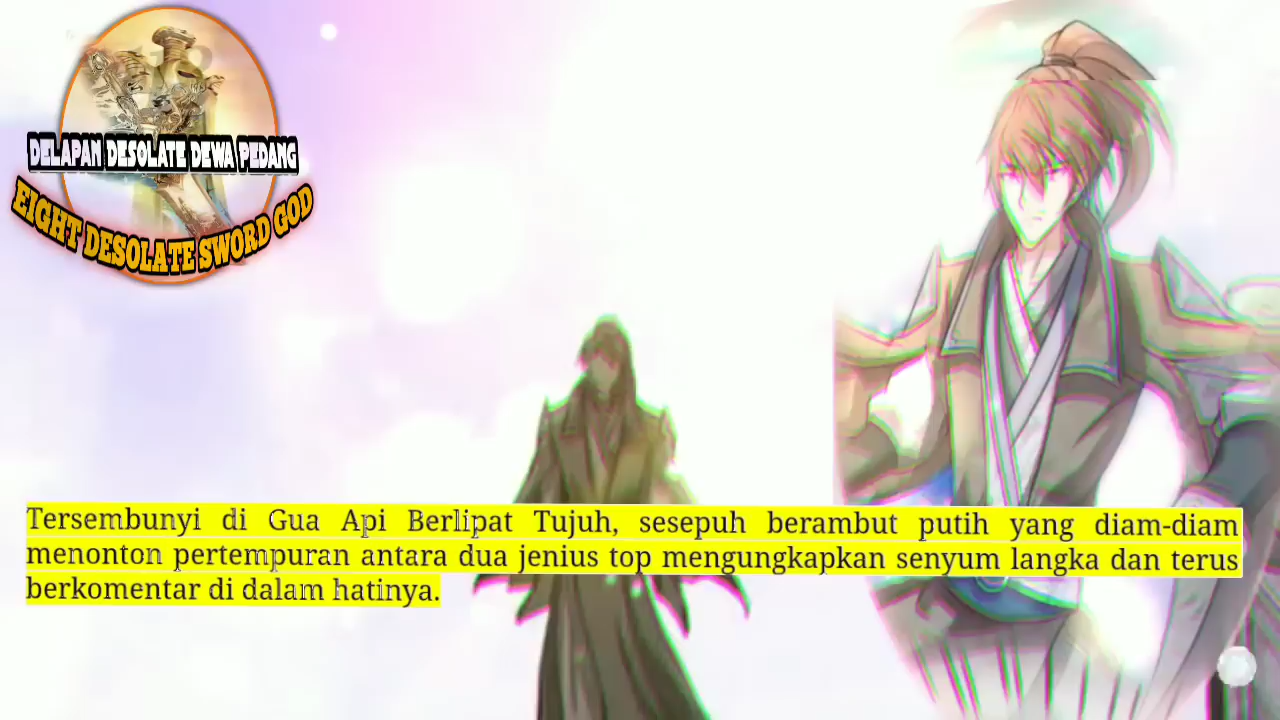 DELAPAN DESOLATE DEWA PEDANG
EIGHT DESOLATE SWORD GOD
Tersembunyi di Gua Api Berlipat Tujuh, sesepuh berambut putih yang diam-diam
menonton pertempuran antara dua jenius top mengungkapkan senyum langka dan terus
berkomentar di dalam hatinya.